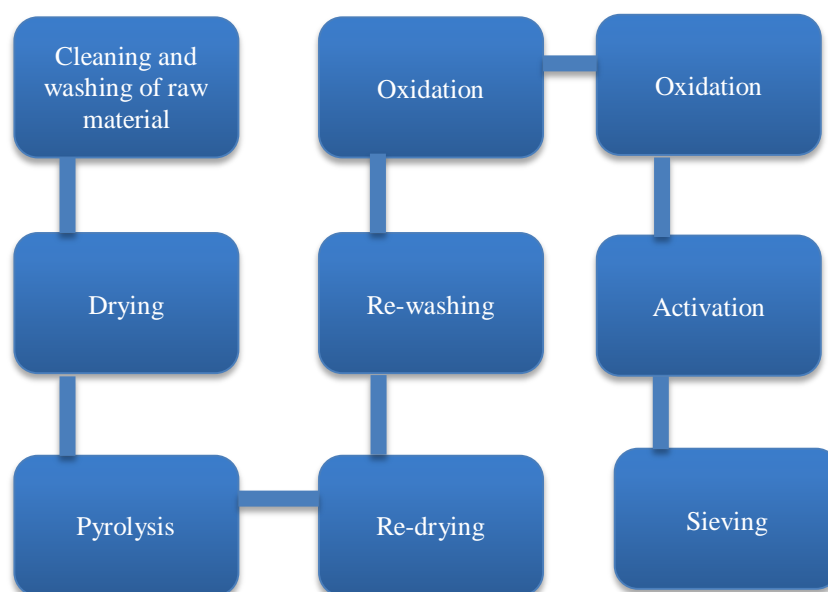 Cleaning and
washing of raw
material
Drying
Pyrolysis
Re-drying
Re-washing
Oxidation
Oxidation
Activation
Sieving